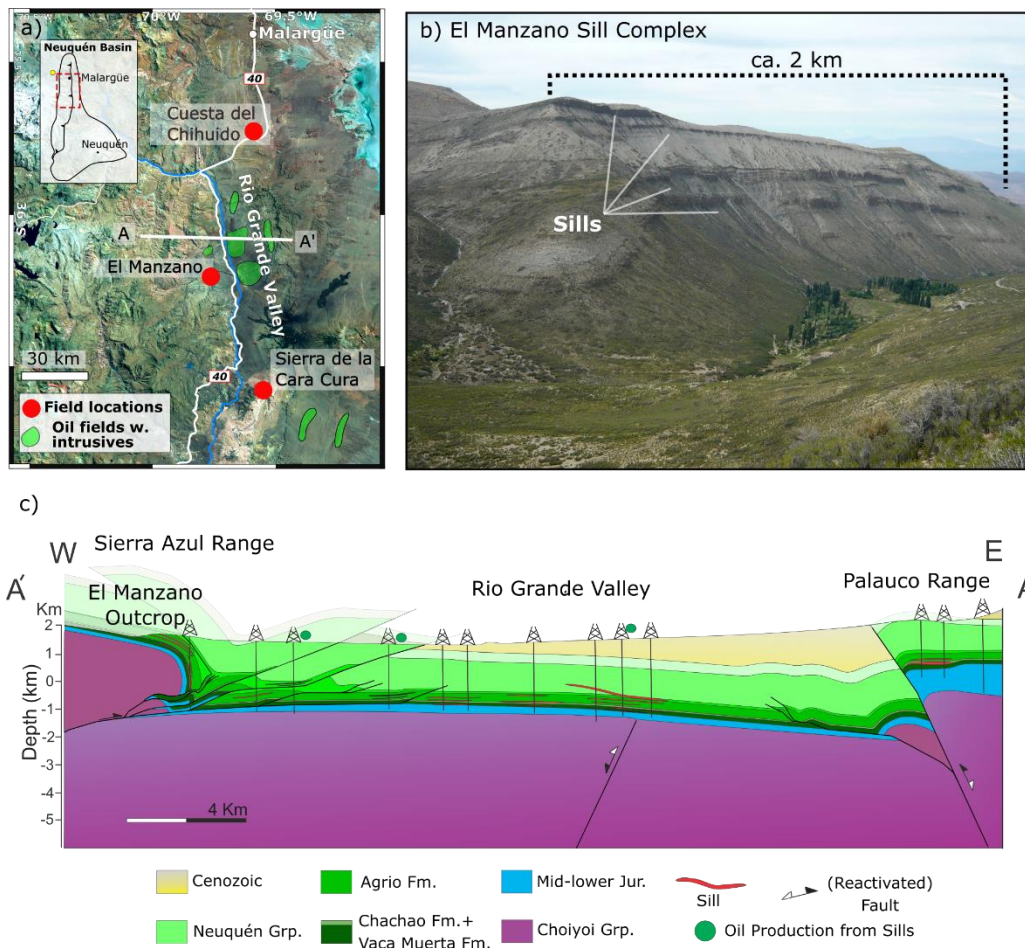 a)
70°W
69.5°W
Malargüe
Neuquén Basin
Malargüe
Neuquén
40
Cuesta del
Chihuido
36°S
Rio Grande Valley
A
A'
El Manzano
30 km
40
Sierra de la
Cara Cura
Field locations
Oil fields w.
intrusives
b) El Manzano Sill Complex
ca. 2 km
Sills
c)
W
Sierra Azul Range
E
A'
El Manzano
Outcrop
Rio Grande Valley
Palauco Range
A
Km
2
1
0
-1
-2
-3
-4
-5
Depth (km)
4 Km
Cenozoic
Agrio Fm.
Mid-lower Jur.
Sill
(Reactivated)
Fault
Neuquén Grp.
Chachao Fm.+
Vaca Muerta Fm.
Choiyoi Grp.
Oil Production from Sills